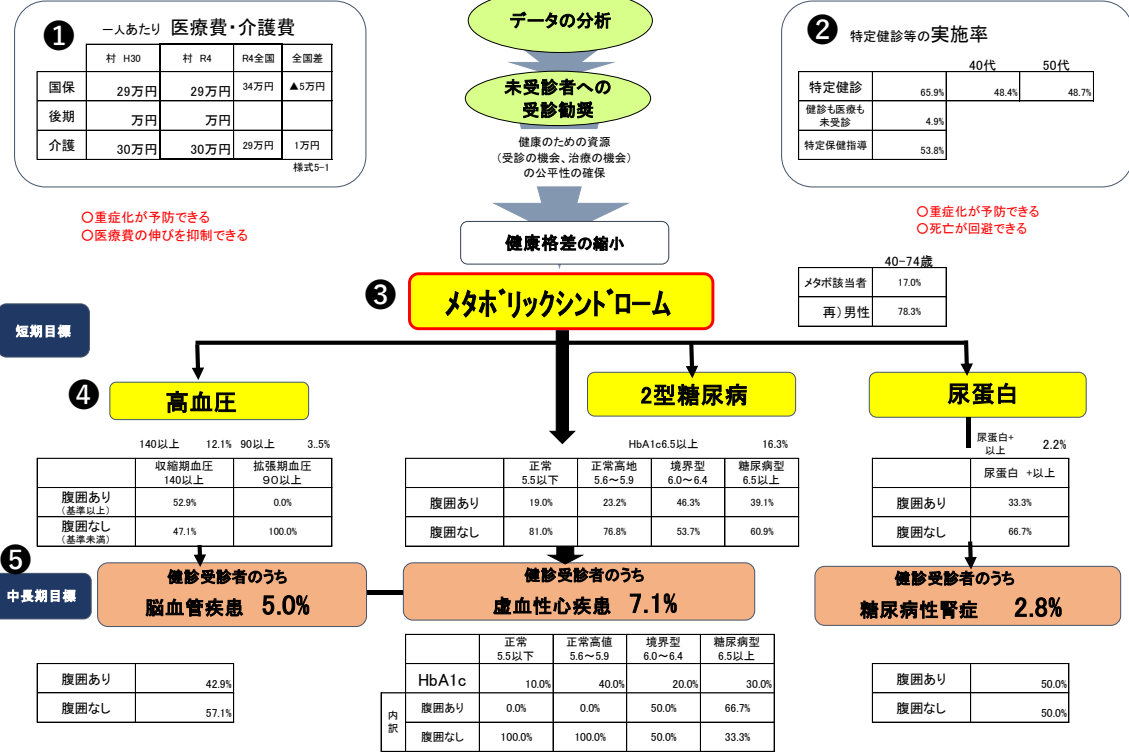 ❶ 一人あたり 医療費・介護費
村 H30 村 R4 R4全国 全国差
国保 29万円 29万円 34万円 ▲5万円
後期 万円 万円
介護 30万円 30万円 29万円 1万円
様式5-1
○重症化が予防できる
○医療費の伸びを抑制できる
データの分析
未受診者への
受診勧奨
健康のための資源
(受診の機会、治療の機会)
の公平性の確保
健康格差の縮小
❷ 特定健診等の実施率
40代 50代
特定健診 65.9% 48.4% 48.7%
健診も医療も
未受診 4.9%
特定保健指導 53.8%
○重症化が予防できる
○死亡が回避できる
40-74歳
メタボ該当者 17.0%
再)男性 78.3%
❸ メタボリックシンドローム
短期目標
❹ 高血圧
140以上 12.1% 90以上 3.5%
収縮期血圧 拡張期血圧
140以上 90以上
腹囲あり
(基準以上) 52.9% 0.0%
腹囲なし
(基準未満) 47.1% 100.0%
2型糖尿病
HbA1c6.5以上 16.3%
正常 正常高地 境界型 糖尿病型
5.5以下 5.6~5.9 6.0~6.4 6.5以上
腹囲あり 19.0% 23.2% 46.3% 39.1%
腹囲なし 81.0% 76.8% 53.7% 60.9%
尿蛋白
尿蛋白+
以上 2.2%
尿蛋白 +以上
腹囲あり 33.3%
腹囲なし 66.7%
❺
中長期目標
健診受診者のうち
脳血管疾患 5.0%
健診受診者のうち
虚血性心疾患 7.1%
健診受診者のうち
糖尿病性腎症 2.8%
腹囲あり 42.9%
腹囲なし 57.1%
正常 正常高値 境界型 糖尿病型
5.5以下 5.6~5.9 6.0~6.4 6.5以上
HbA1c 10.0% 40.0% 20.0% 30.0%
内訳
腹囲あり 0.0% 0.0% 50.0% 66.7%
腹囲なし 100.0% 100.0% 50.0% 33.3%
腹囲あり 50.0%
腹囲なし 50.0%